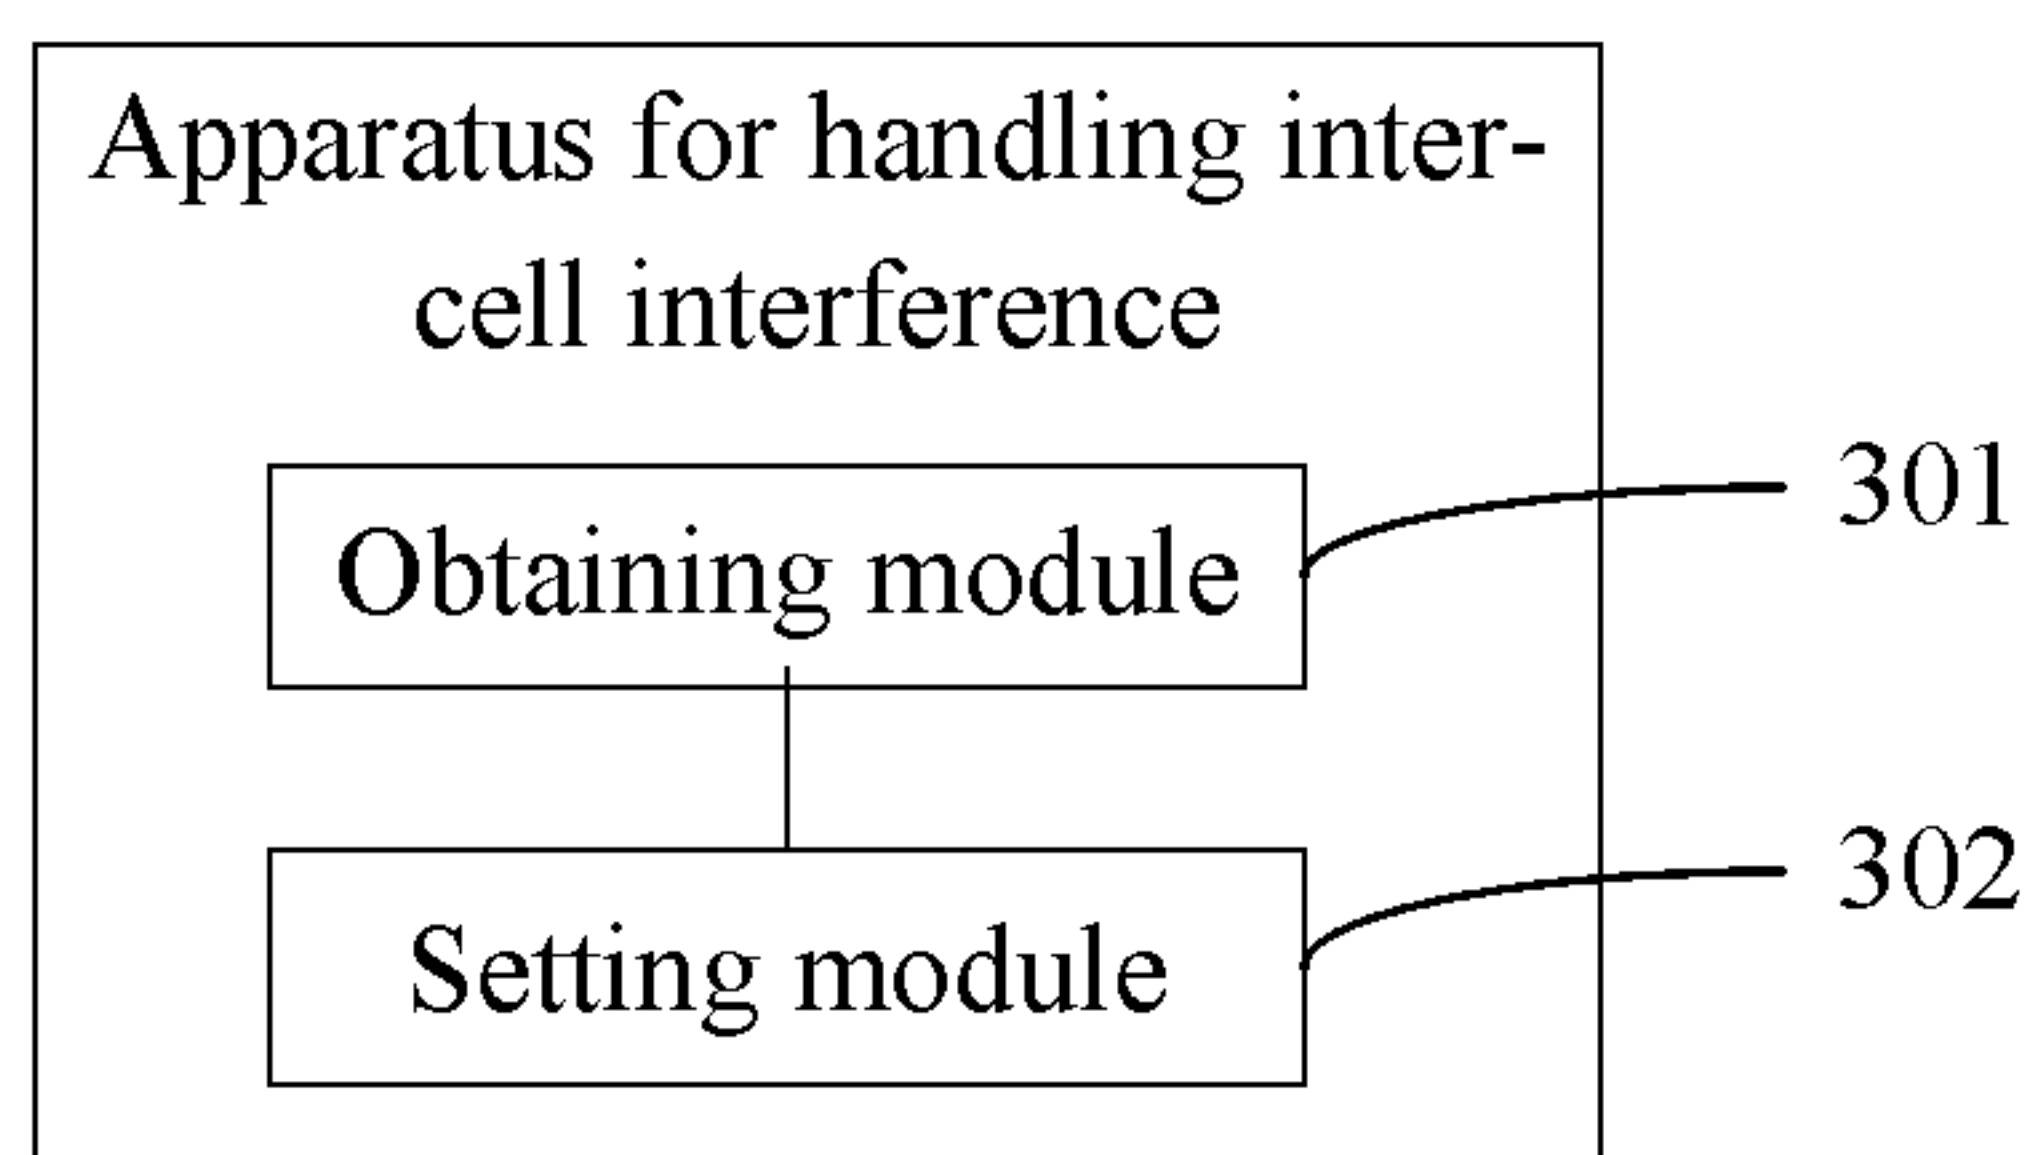 Apparatus for handling inter-
cell interference
301
Obtaining module
302
Setting module